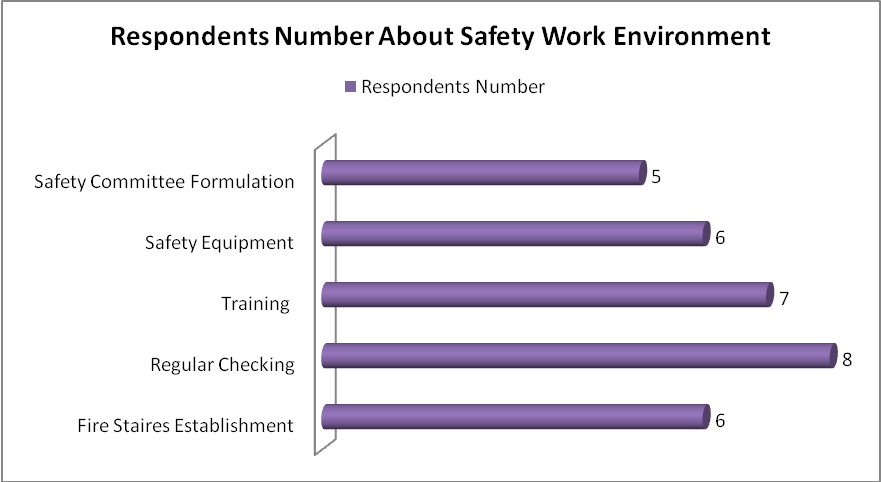 Respondents Number About Safety Work Environment
Respondents Number
Safety Committee Formulation 5
Safety Equipment 6
Training 7
Regular Checking 8
Fire Staires Establishment 6